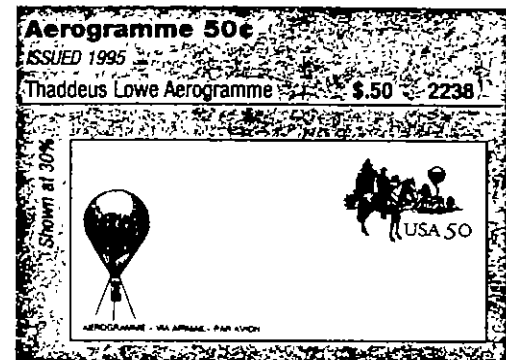 Aerogramme 50¢
ISSUED 1995
Thaddeus Lowe Aerogramme $.50 2238
Shown at 30%
USA 50
AEROGRAMME - VIA AIRMAIL - PAR AVION